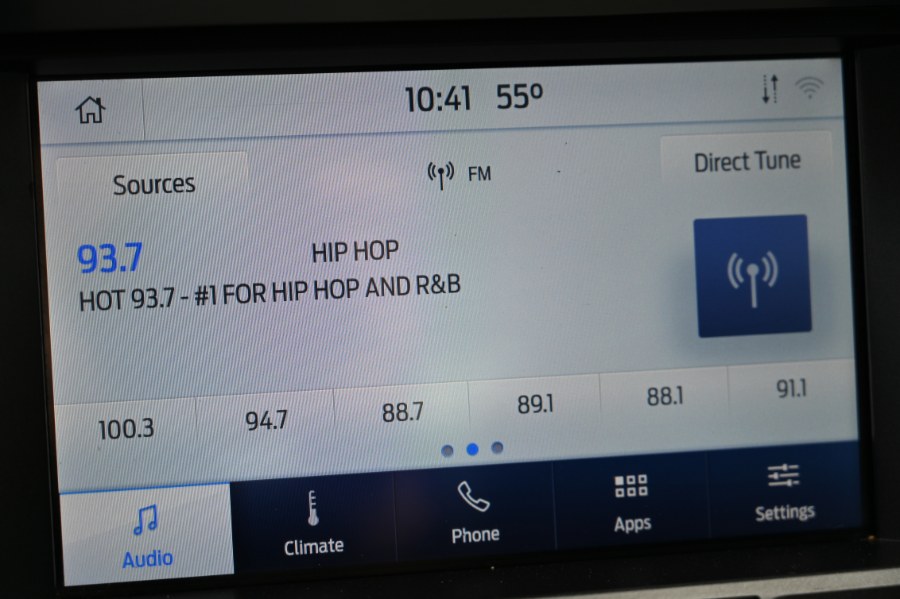 10:41 55º
Sources FM Direct Tune
93.7 HIP HOP
HOT 93.7 - #1 FOR HIP HOP AND R&B
100.3 94.7 88.7 89.1 88.1 91.1
Audio Climate Phone Apps Settings